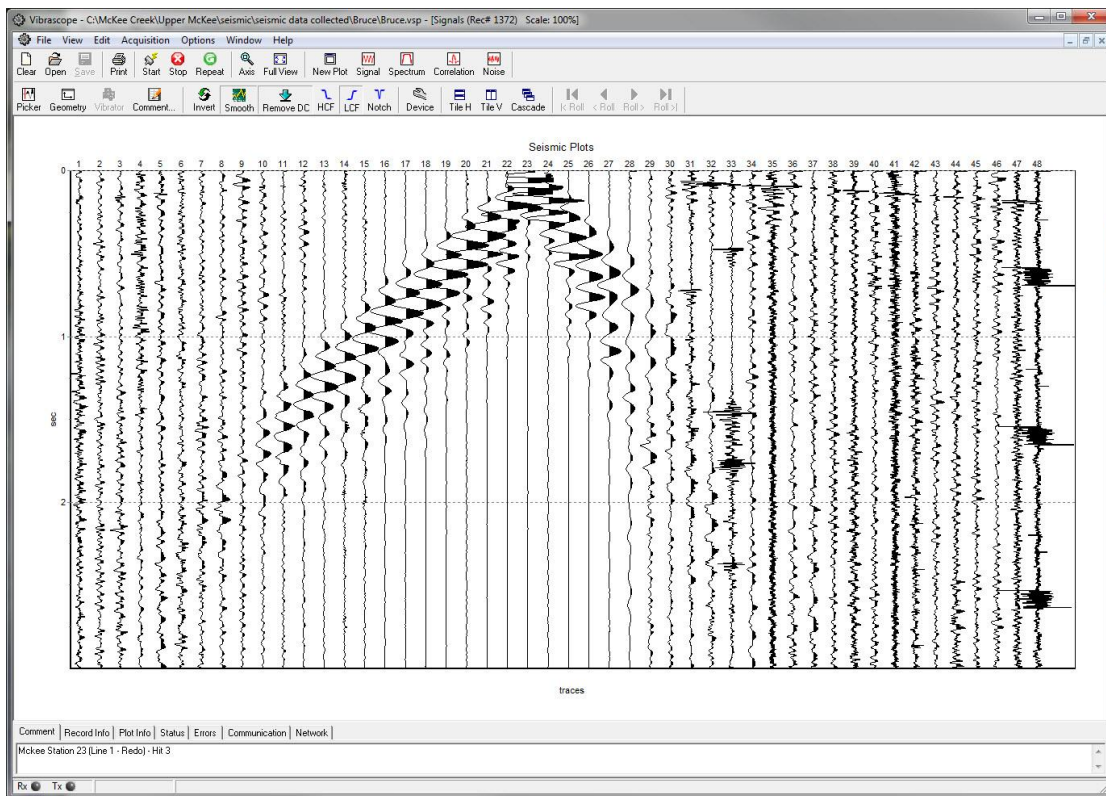 Vibrascope - C:\McKee Creek\Upper McKee\seismic\seismic data collected\Bruce\Bruce.vsp - [Signals (Rec# 1372)  Scale: 100%]
File View Edit Acquisition Options Window Help
Clear Open Save Print Start Stop Repeat Axis Full View New Plot Signal Spectrum Correlation Noise
Picker Geometry Vibrator Comment... Invert Smooth Remove DC HCF LCF Notch Device Tile H Tile V Cascade |< Roll < Roll Roll > Roll >|
Seismic Plots
1 2 3 4 5 6 7 8 9 10 11 12 13 14 15 16 17 18 19 20 21 22 23 24 25 26 27 28 29 30 31 32 33 34 35 36 37 38 39 40 41 42 43 44 45 46 47 48
0
1
sec
2
traces
Comment Record Info Plot Info Status Errors Communication Network
Mckee Station 23 (Line 1 - Redo) - Hit 3
Rx Tx